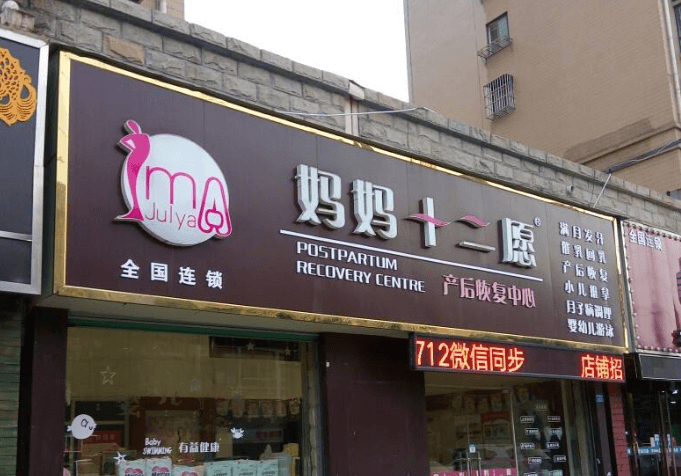 ImA
Julya
全国连锁
妈妈十二愿®
POSTPARTUM
RECOVERY CENTRE
产后恢复中心
满月发汗
催乳回乳
产后恢复
小儿推拿
月子病调理
婴幼儿游泳
全国连锁
712微信同步 店铺招
Baby
SWIMMING
有益健康